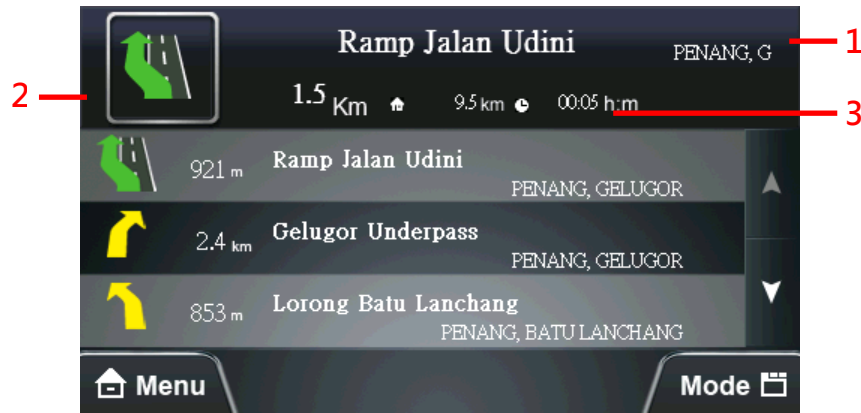 Ramp Jalan Udini
PENANG, G
1
2
1.5 Km 9.5 km 00:05 h:m
3
921 m Ramp Jalan Udini
PENANG, GELUGOR
2.4 km Gelugor Underpass
PENANG, GELUGOR
853 m Lorong Batu Lanchang
PENANG, BATU LANCHANG
Menu
Mode